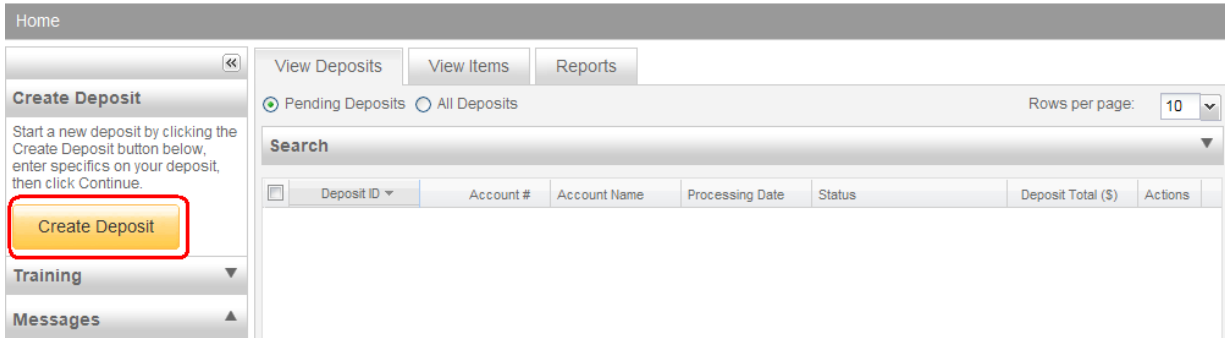 Home
Create Deposit
Start a new deposit by clicking the
Create Deposit button below,
enter specifics on your deposit,
then click Continue.
Create Deposit
Training
Messages
View Deposits View Items Reports
Pending Deposits All Deposits Rows per page: 10
Search
Deposit ID Account # Account Name Processing Date Status Deposit Total ($) Actions